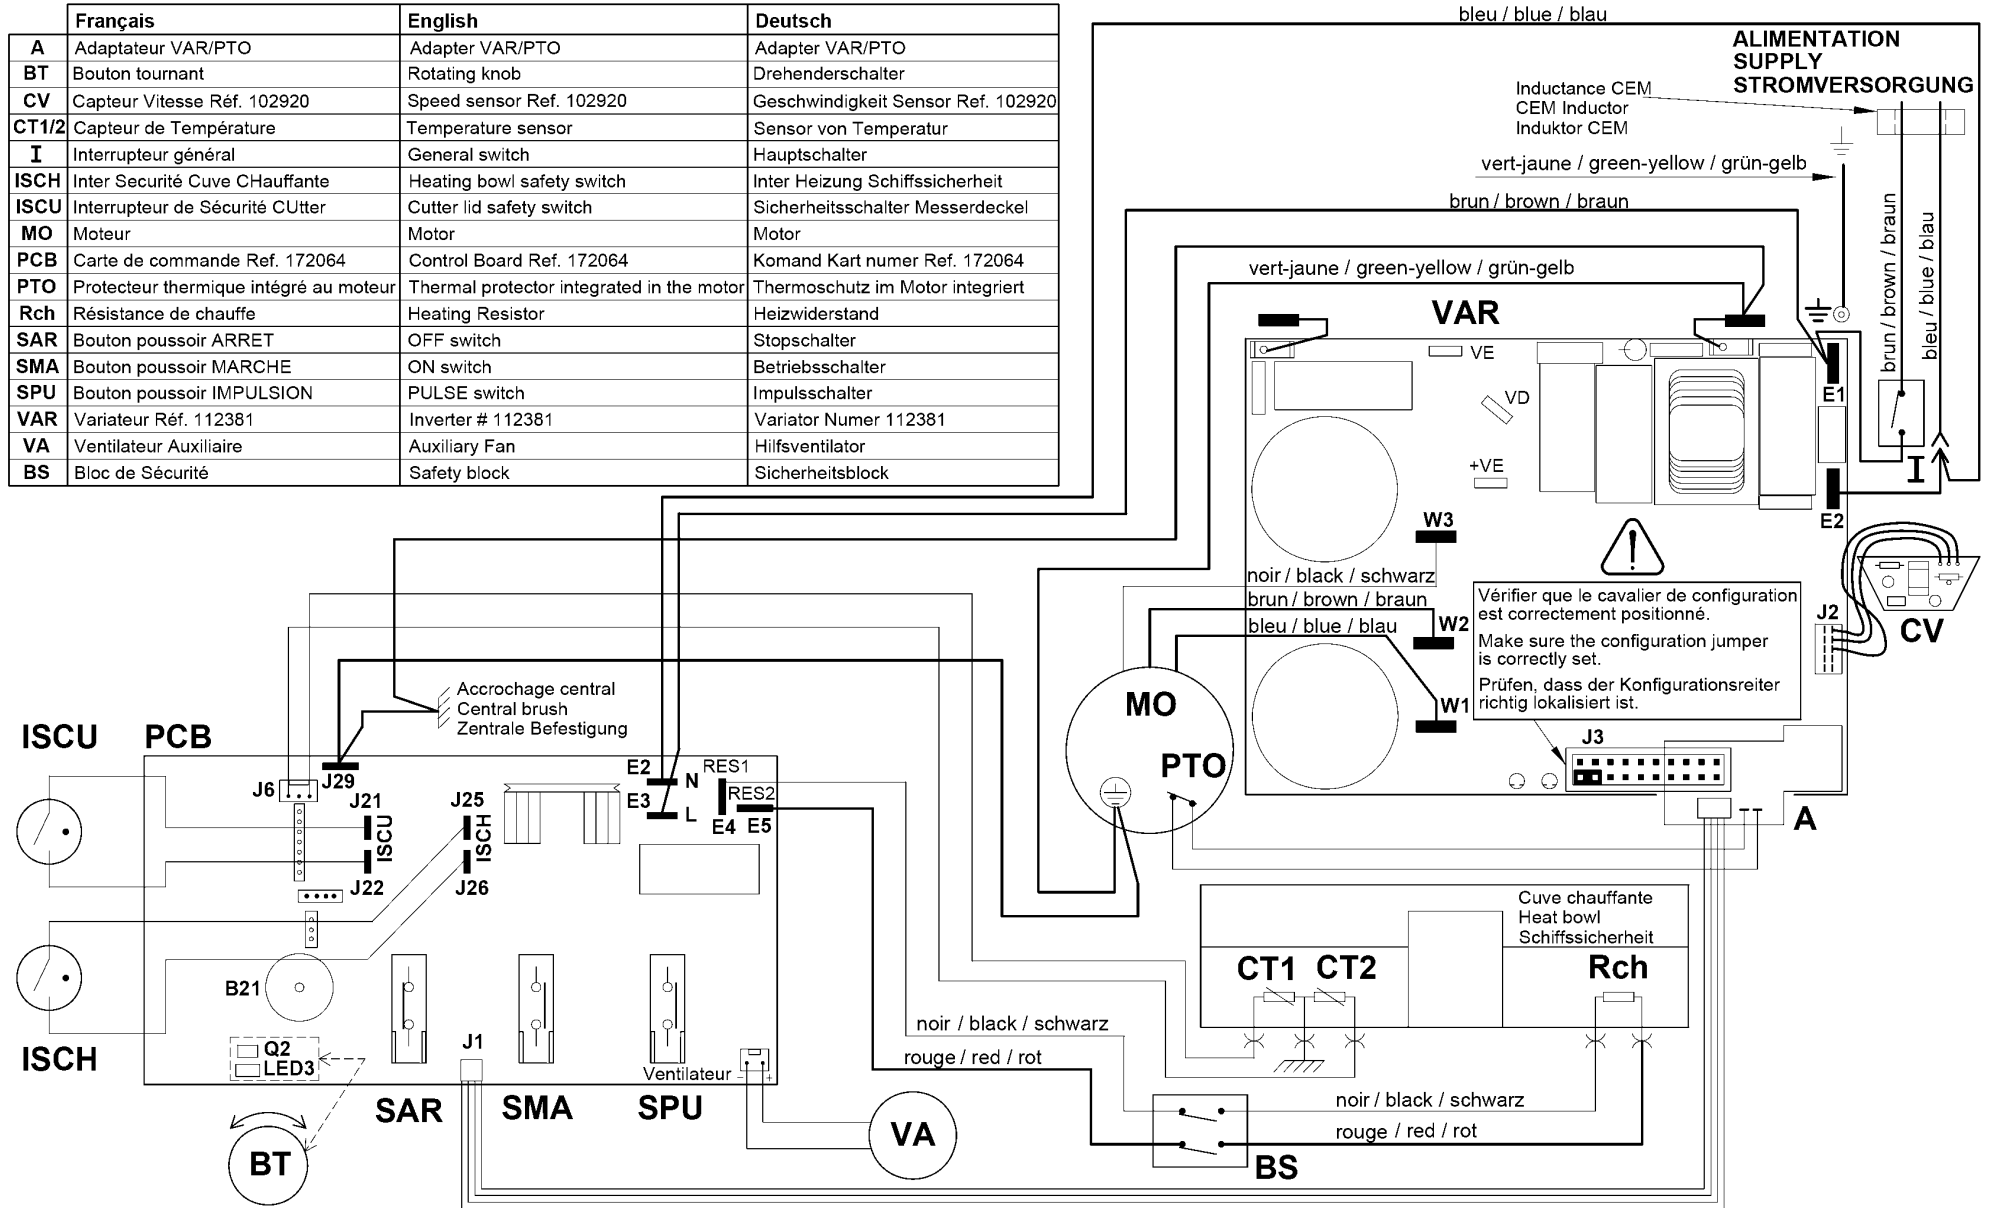 Français English Deutsch
A Adaptateur VAR/PTO Adapter VAR/PTO Adapter VAR/PTO
BT Bouton tournant Rotating knob Drehenderschalter
CV Capteur Vitesse Réf. 102920 Speed sensor Ref. 102920 Geschwindigkeit Sensor Ref. 102920
CT1/2 Capteur de Température Temperature sensor Sensor von Temperatur
I Interrupteur général General switch Hauptschalter
ISCH Inter Securité Cuve CHauffante Heating bowl safety switch Inter Heizung Schiffssicherheit
ISCU Interrupteur de Sécurité CUtter Cutter lid safety switch Sicherheitsschalter Messerdeckel
MO Moteur Motor Motor
PCB Carte de commande Ref. 172064 Control Board Ref. 172064 Komand Kart numer Ref. 172064
PTO Protecteur thermique intégré au moteur Thermal protector integrated in the motor Thermoschutz im Motor integriert
Rch Résistance de chauffe Heating Resistor Heizwiderstand
SAR Bouton poussoir ARRET OFF switch Stopschalter
SMA Bouton poussoir MARCHE ON switch Betriebsschalter
SPU Bouton poussoir IMPULSION PULSE switch Impulsschalter
VAR Variateur Réf. 112381 Inverter # 112381 Variator Numer 112381
VA Ventilateur Auxiliaire Auxiliary Fan Hilfsventilator
BS Bloc de Sécurité Safety block Sicherheitsblock
bleu / blue / blau
ALIMENTATION
SUPPLY
STROMVERSORGUNG
Inductance CEM
CEM Inductor
Induktor CEM
vert-jaune / green-yellow / grün-gelb
brun / brown / braun
brun / brown / braun
bleu / blue / blau
vert-jaune / green-yellow / grün-gelb
VAR
VE
VD
+VE
E1
I
E2
W3
noir / black / schwarz
brun / brown / braun
W2
bleu / blue / blau
W1
!
Vérifier que le cavalier de configuration
est correctement positionné.
Make sure the configuration jumper
is correctly set.
Prüfen, dass der Konfigurationsreiter
richtig lokalisiert ist.
J2
CV
J3
A
MO
PTO
Accrochage central
Central brush
Zentrale Befestigung
ISCU
PCB
J6
J29
J21
ISCU
J22
J25
ISCH
J26
E2
N
E3
L
RES1
RES2
E4
E5
B21
ISCH
Q2
LED3
J1
Ventilateur
- +
SAR
SMA
SPU
BT
VA
Cuve chauffante
Heat bowl
Schiffssicherheit
CT1
CT2
Rch
noir / black / schwarz
rouge / red / rot
noir / black / schwarz
rouge / red / rot
BS